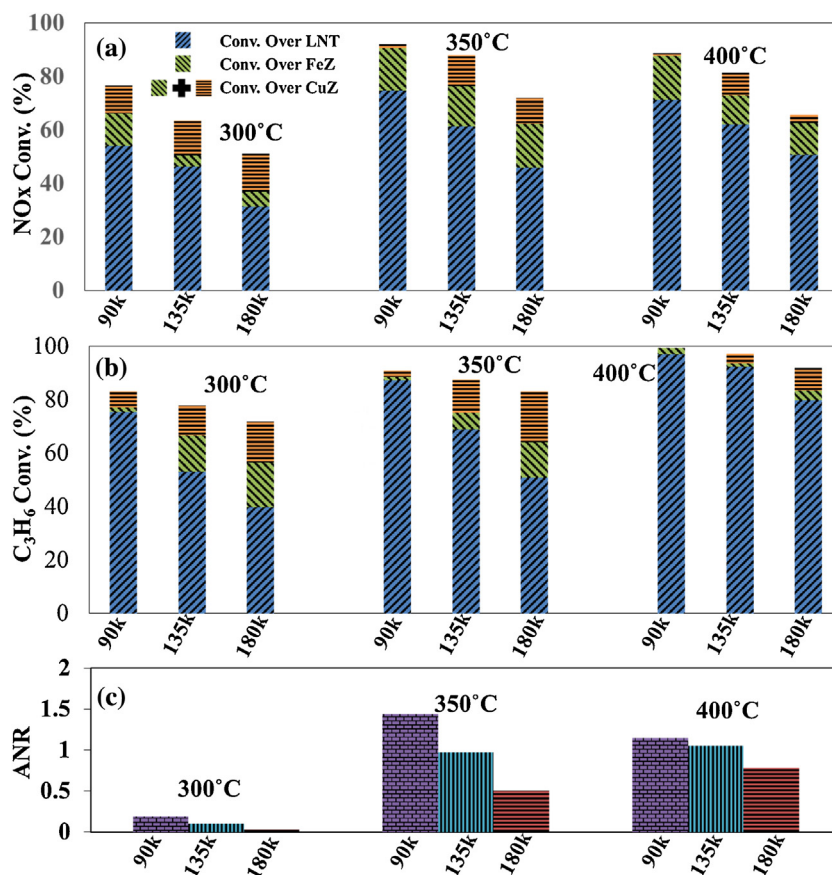 (a)
Conv. Over LNT
Conv. Over FeZ
Conv. Over CuZ
300°C
350°C
400°C
NOx Conv. (%)
100
80
60
40
20
0
90k
135k
180k
90k
135k
180k
90k
135k
180k
(b)
300°C
350°C
400°C
C₃H₆ Conv. (%)
100
80
60
40
20
0
90k
135k
180k
90k
135k
180k
90k
135k
180k
(c)
300°C
350°C
400°C
ANR
2
1.5
1
0.5
0
90k
135k
180k
90k
135k
180k
90k
135k
180k